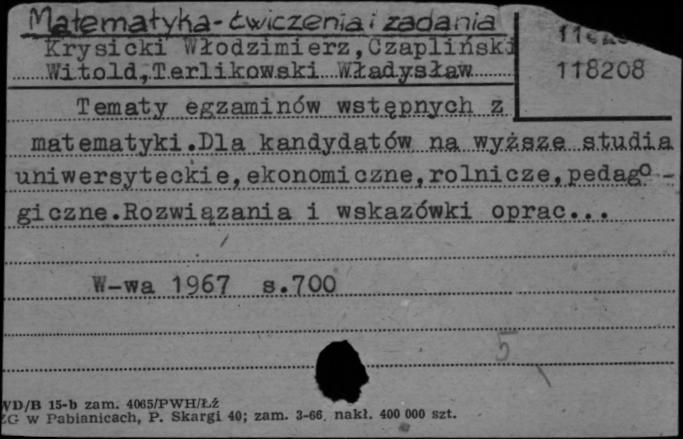 Matematyka - ćwiczenia i zadania
Krysicki Włodzimierz,Czapliński
Witold,Terlikowski Władysław
118208
Tematy egzaminów wstępnych z
matematyki.Dla kandydatów na wyższe studia
uniwersyteckie,ekonomiczne,rolnicze,pedago-
giczne.Rozwiązania i wskazówki oprac...
W-wa 1967 s.700
5
WD/B 15-b zam. 4065/PWH/Łż
ZG w Pabianicach, P. Skargi 40; zam. 3-66, nakł. 400 000 szt.